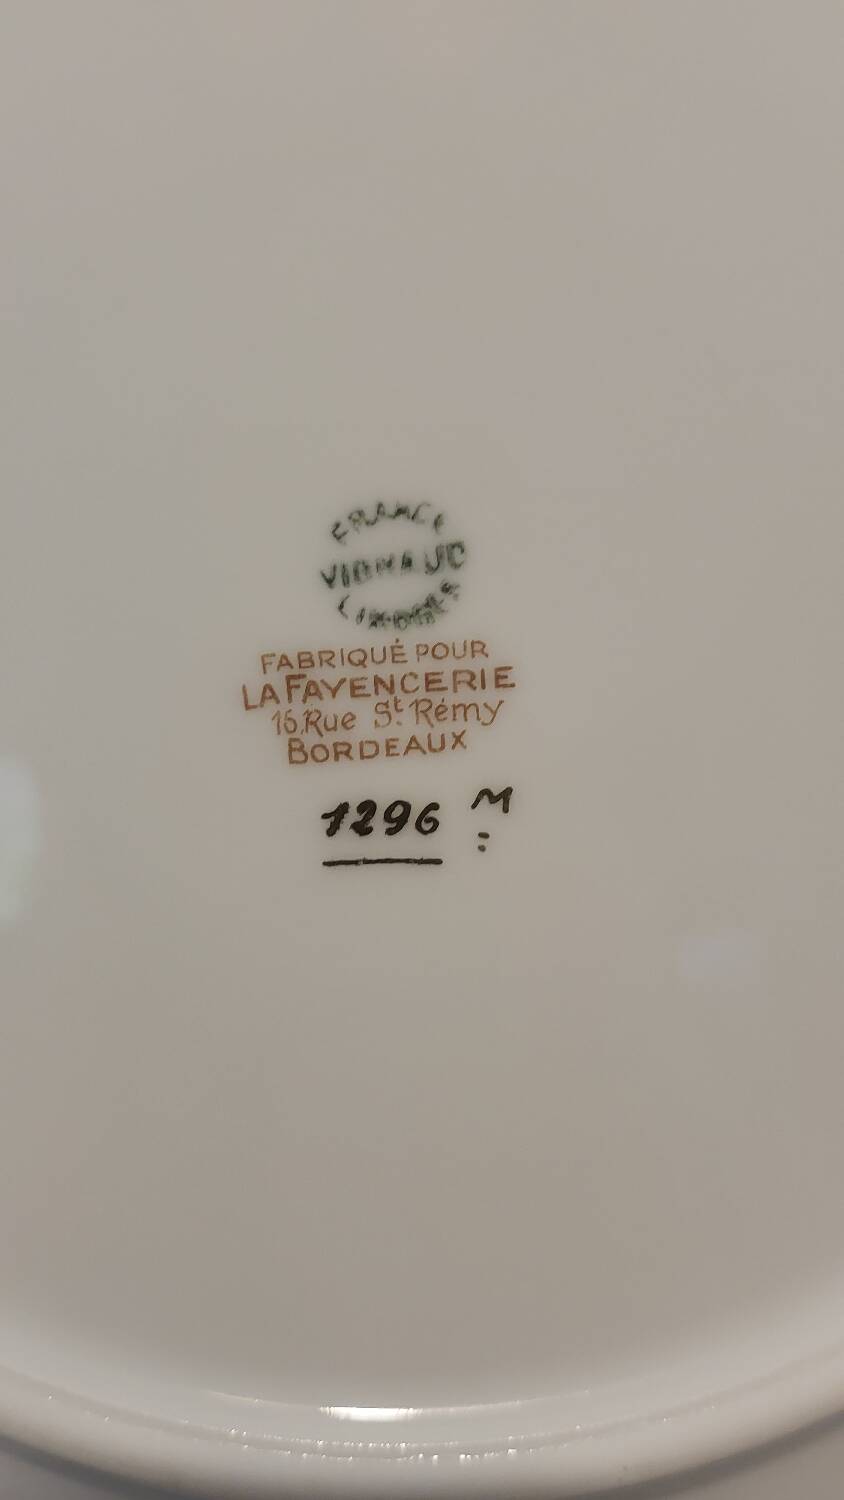 FRANCE
VIGNAUD
LIMOGES
FABRIQUÉ POUR
LA FAYENCERIE
16, Rue St. Rémy
BORDEAUX
1296 M